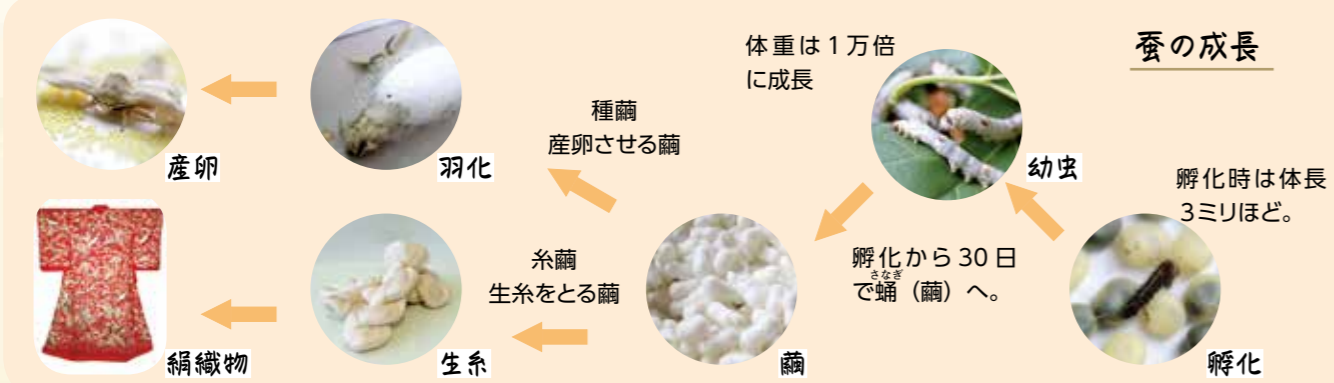 蚕の成長
孵化時は体長
3ミリほど。
孵化
体重は1万倍
に成長
幼虫
孵化から30日
で蛹（繭）へ。
さなぎ
繭
種繭
産卵させる繭
羽化
産卵
糸繭
生糸をとる繭
生糸
絹織物